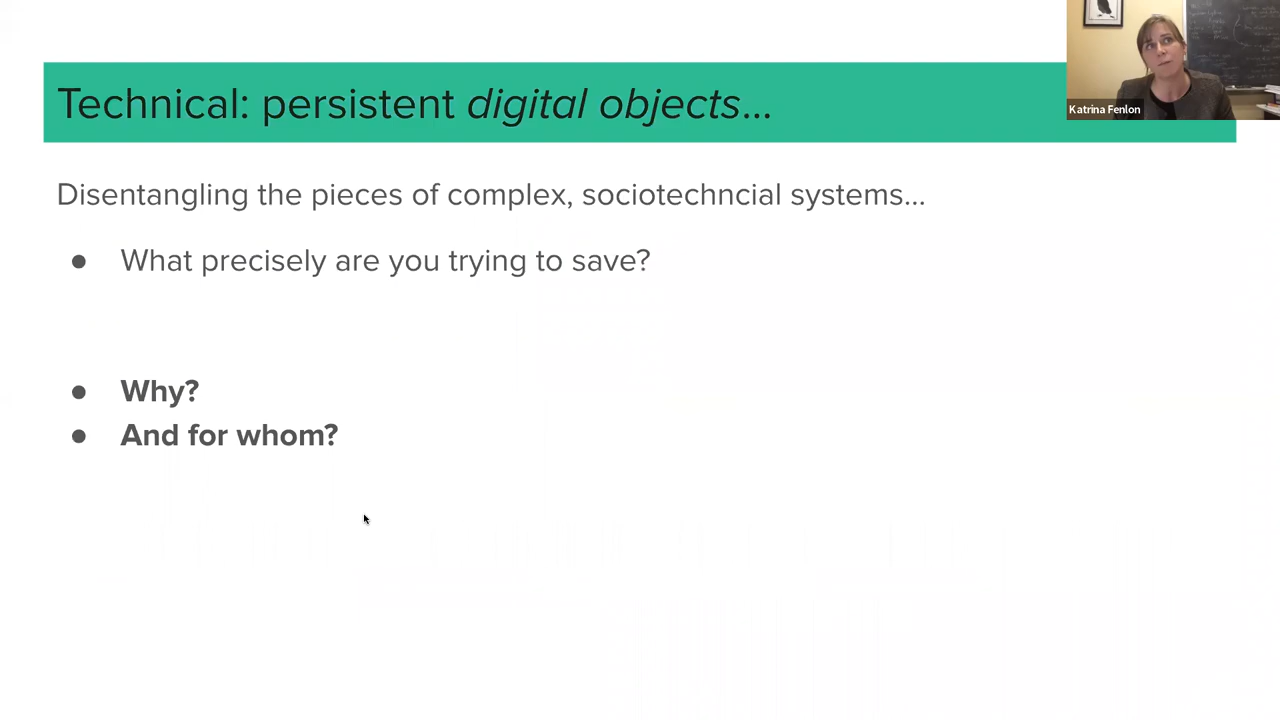 Technical: persistent digital objects...
Katrina Fenlon
Disentangling the pieces of complex, sociotechncial systems...
● What precisely are you trying to save?
● Why?
● And for whom?